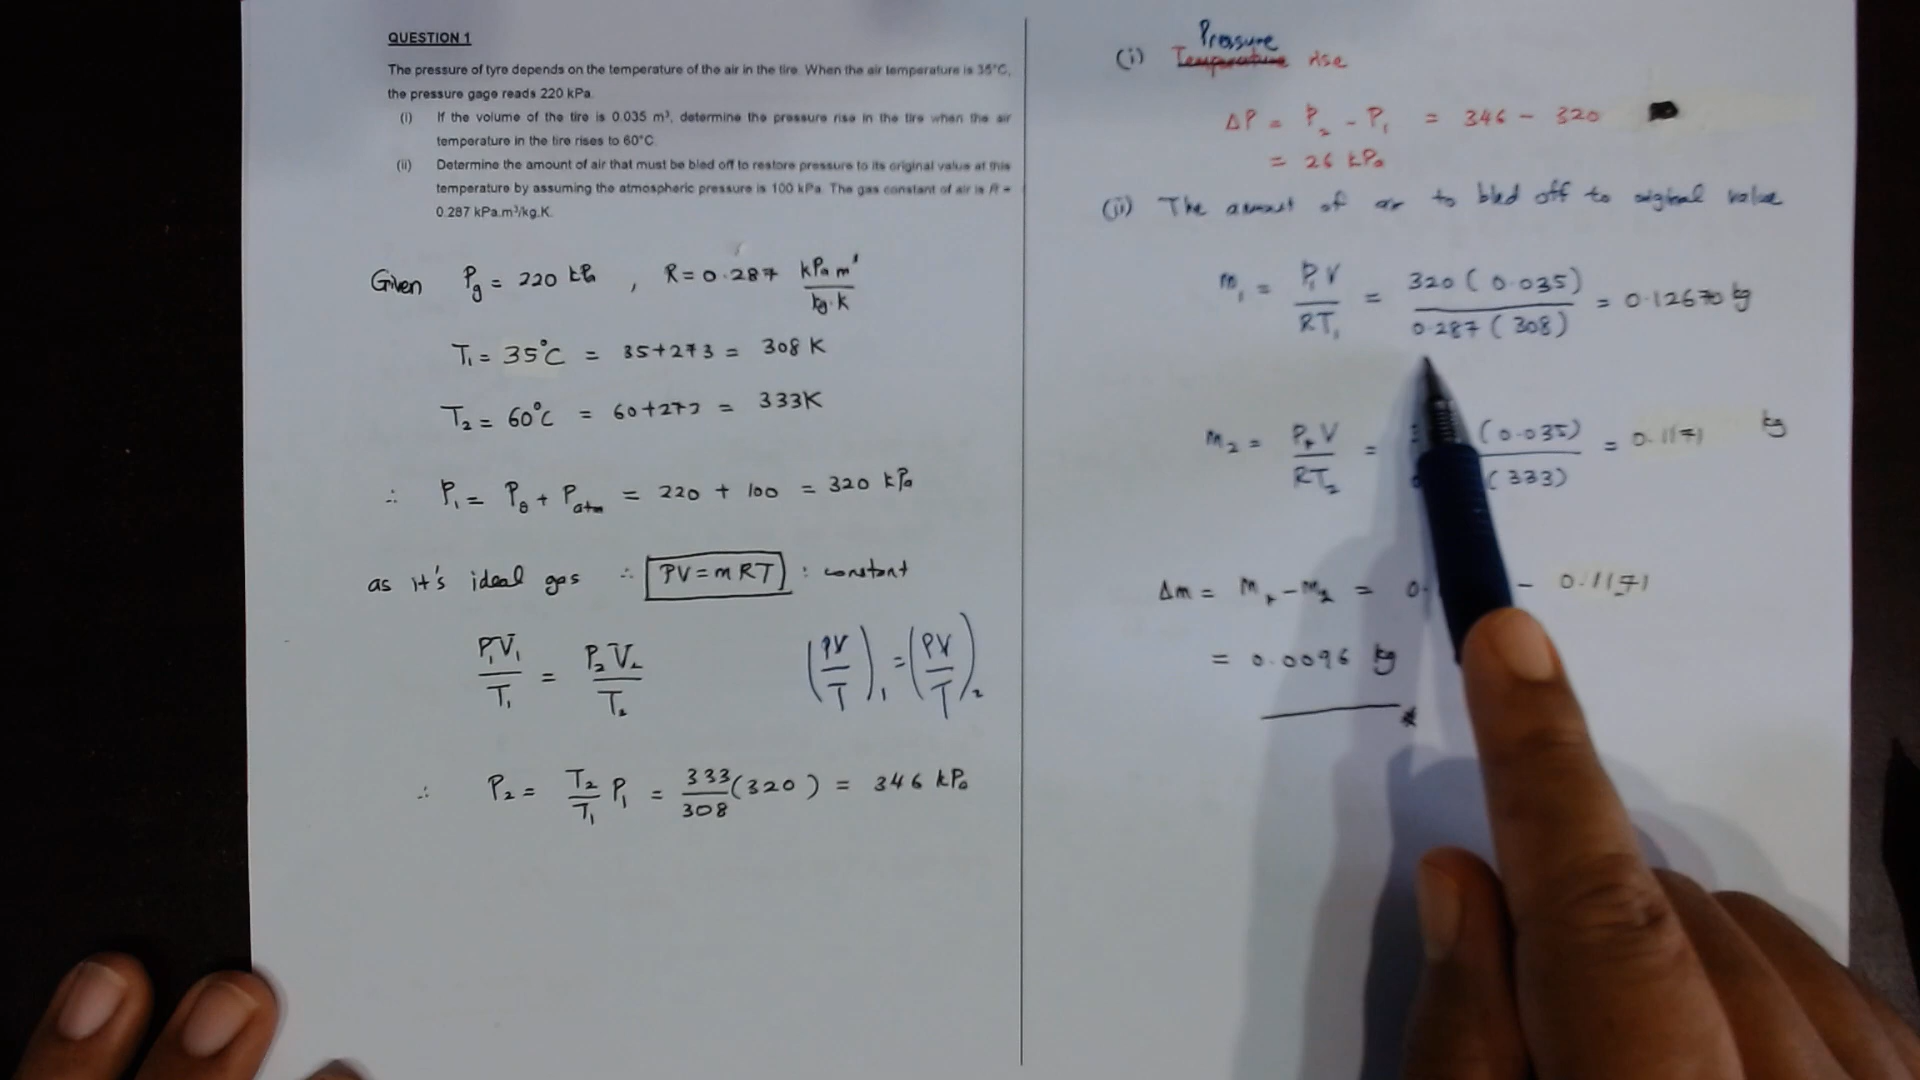 QUESTION 1
The pressure of tyre depends on the temperature of the air in the tire. When the air temperature is 35°C,
the pressure gage reads 220 kPa.
(i) If the volume of the tire is 0.035 m³, determine the pressure rise in the tire when the air
temperature in the tire rises to 60°C.
(ii) Determine the amount of air that must be bled off to restore pressure to its original value at this
temperature by assuming the atmospheric pressure is 100 kPa. The gas constant of air is R =
0.287 kPa.m³/kg.K.
Given Pg = 220 kPa , R = 0.287 kPa m³ / kg.K
T₁ = 35°C = 35+273 = 308 K
T₂ = 60°C = 60+273 = 333K
∴ P₁ = Pg + Patm = 220 + 100 = 320 kPa
as it's ideal gas ∴ PV = mRT : constant
P₁V₁ / T₁ = P₂V₂ / T₂ (PV/T)₁ = (PV/T)₂
∴ P₂ = T₂/T₁ P₁ = 333/308 (320) = 346 kPa
Pressure
(i) Temperature rise
ΔP = P₂ - P₁ = 346 - 320
= 26 kPa
(ii) The amount of air to bled off to original value
m₁ = P₁V / RT₁ = 320 (0.035) / 0.287 (308) = 0.12670 kg
m₂ = V / RT₂ = (0.035) / (333) = 0.1171 kg
Δm = - = 0. - 0.1171
= 0.0096 kg